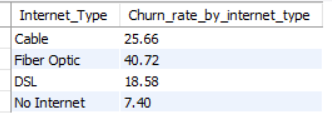 Internet_Type Churn_rate_by_internet_type
Cable 25.66
Fiber Optic 40.72
DSL 18.58
No Internet 7.40